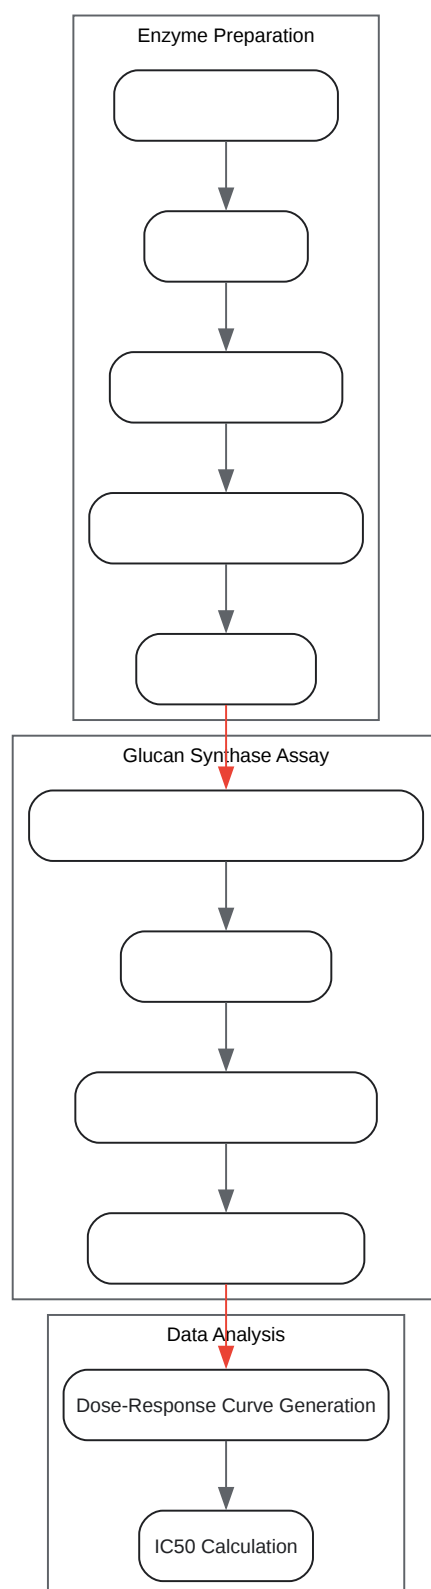 Enzyme Preparation
Glucan Synthase Assay
Data Analysis
Dose-Response Curve Generation
IC50 Calculation